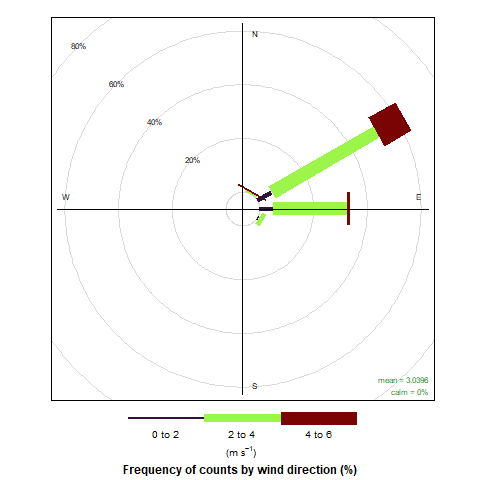 N
80%
60%
40%
20%
W
E
S
mean = 3.0396
calm = 0%
0 to 2
2 to 4
4 to 6
(m s⁻¹)
Frequency of counts by wind direction (%)